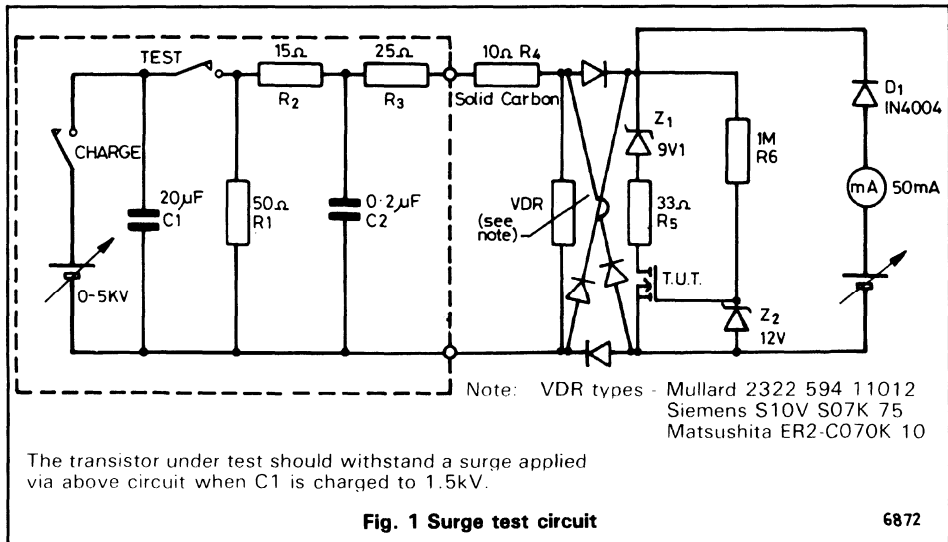 TEST
15Ω
R2
25Ω
R3
10Ω R4
Solid Carbon
CHARGE
20µF
C1
50Ω
R1
0·2µF
C2
0-5KV
VDR
(see
note)
Z1
9V1
33Ω
R5
T.U.T.
1M
R6
Z2
12V
D1
IN4004
mA
50mA
Note: VDR types - Mullard 2322 594 11012
Siemens S10V S07K 75
Matsushita ER2-C070K 10
The transistor under test should withstand a surge applied
via above circuit when C1 is charged to 1.5kV.
Fig. 1 Surge test circuit
6872